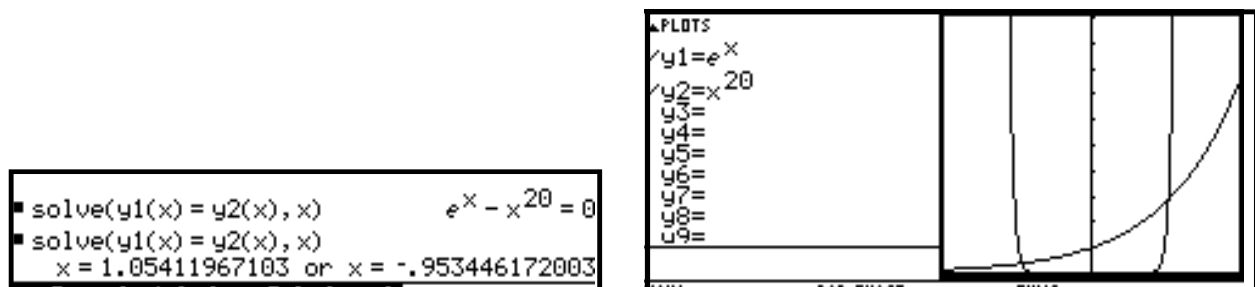 ■ solve(y1(x) = y2(x), x) e^x - x^20 = 0
■ solve(y1(x) = y2(x), x)
x = 1.05411967103 or x = -.953446172003
▲PLOTS
✓y1=e^x
✓y2=x^20
y3=
y4=
y5=
y6=
y7=
y8=
y9=